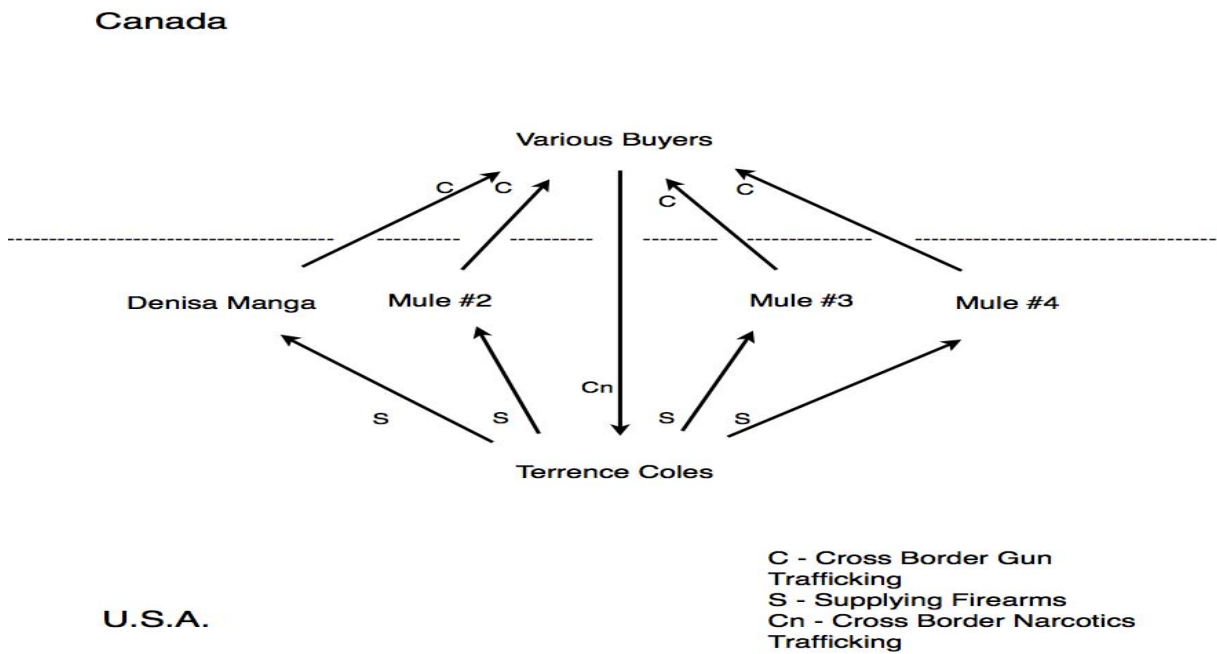 Canada
Various Buyers
C
C
C
C
Denisa Manga
Mule #2
Mule #3
Mule #4
Cn
S
S
S
S
Terrence Coles
C - Cross Border Gun
Trafficking
S - Supplying Firearms
Cn - Cross Border Narcotics
Trafficking
U.S.A.